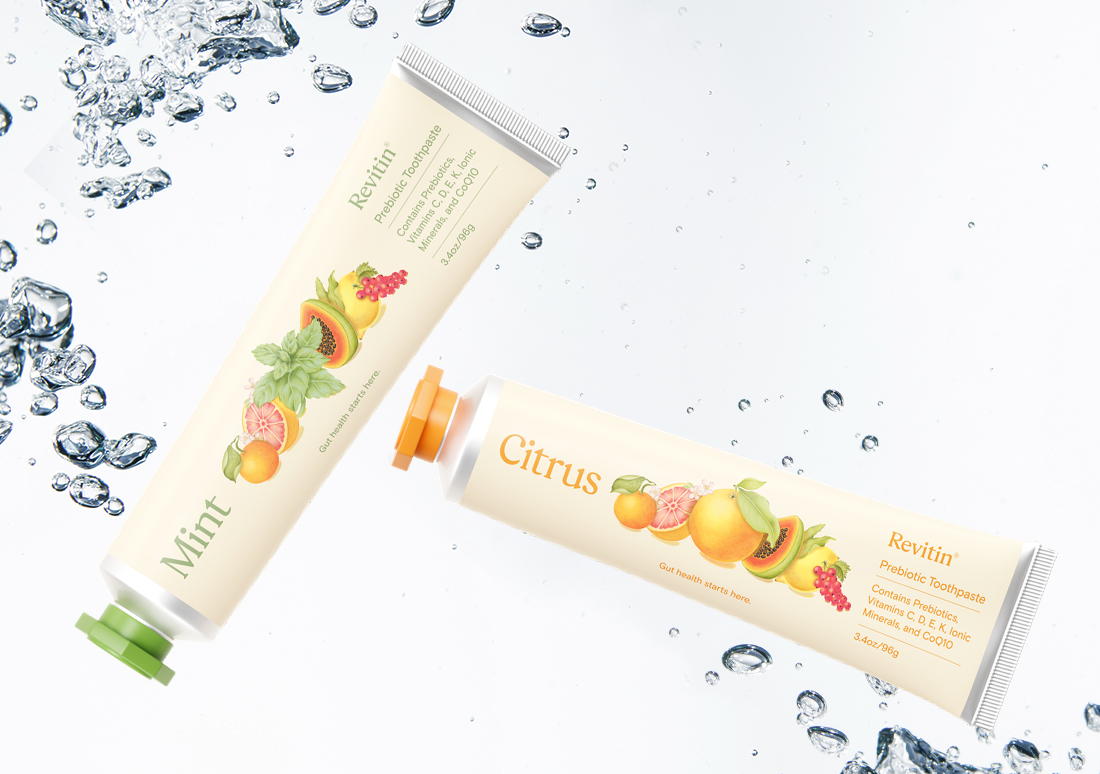 Revitin®
Prebiotic Toothpaste
Contains Prebiotics,
Vitamins C, D, E, K, Ionic
Minerals, and CoQ10
3.4oz/96g
Gut health starts here.
Mint
Citrus
Gut health starts here.
Revitin®
Prebiotic Toothpaste
Contains Prebiotics,
Vitamins C, D, E, K, Ionic
Minerals, and CoQ10
3.4oz/96g